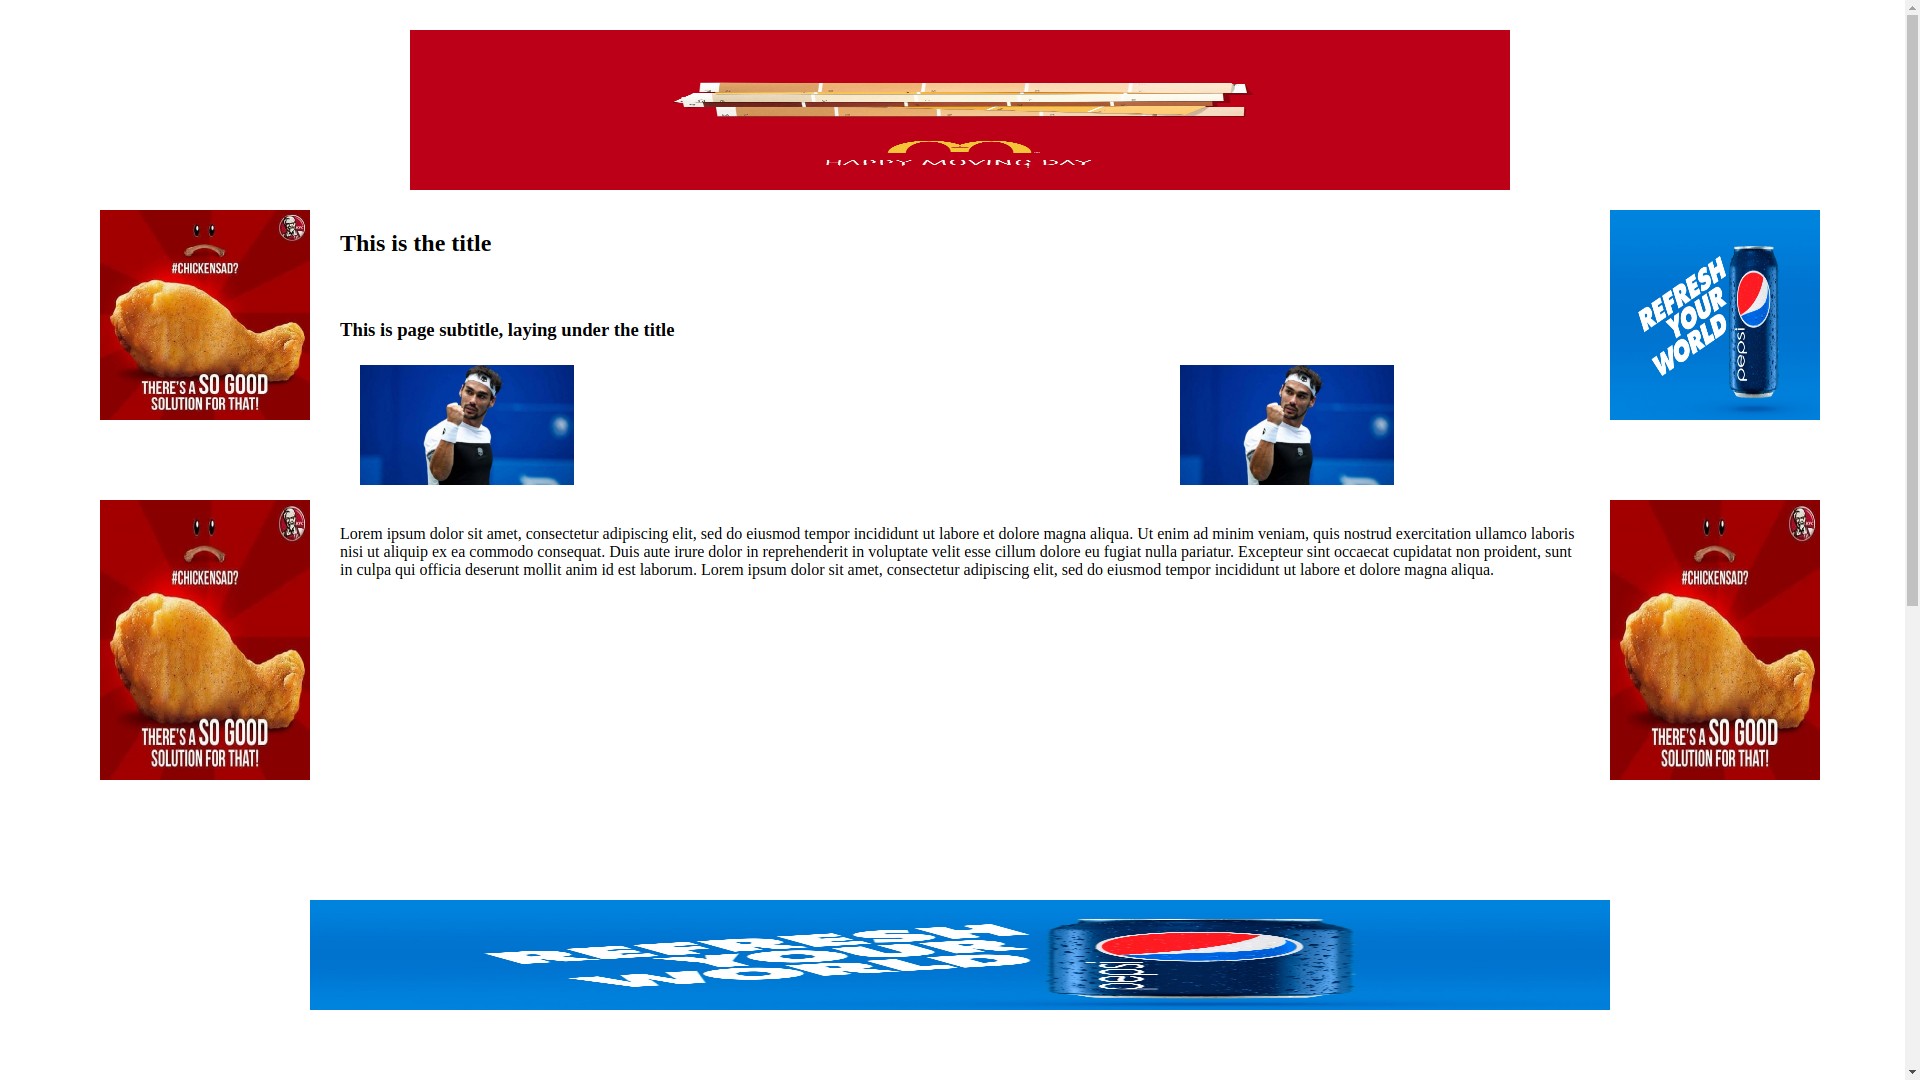 HAPPY MOVING DAY
#CHICKENSAD?
THERE'S A SO GOOD
SOLUTION FOR THAT!
This is the title
REFRESH
YOUR
WORLD
pepsi
This is page subtitle, laying under the title
#CHICKENSAD?
THERE'S A SO GOOD
SOLUTION FOR THAT!
Lorem ipsum dolor sit amet, consectetur adipiscing elit, sed do eiusmod tempor incididunt ut labore et dolore magna aliqua. Ut enim ad minim veniam, quis nostrud exercitation ullamco laboris
nisi ut aliquip ex ea commodo consequat. Duis aute irure dolor in reprehenderit in voluptate velit esse cillum dolore eu fugiat nulla pariatur. Excepteur sint occaecat cupidatat non proident, sunt
in culpa qui officia deserunt mollit anim id est laborum. Lorem ipsum dolor sit amet, consectetur adipiscing elit, sed do eiusmod tempor incididunt ut labore et dolore magna aliqua.
#CHICKENSAD?
THERE'S A SO GOOD
SOLUTION FOR THAT!
REFRESH
YOUR
WORLD
pepsi